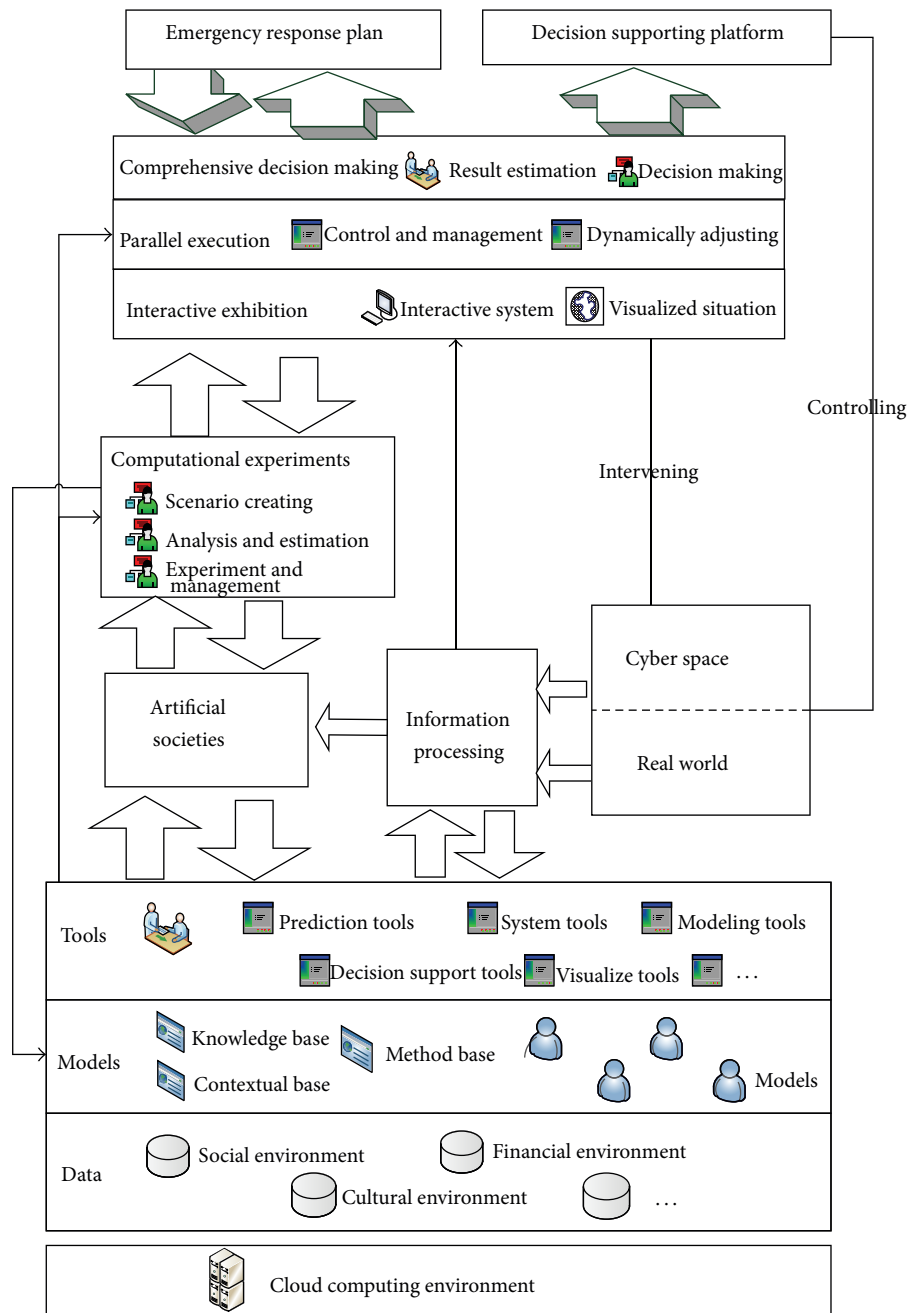 Emergency response plan
Decision supporting platform
Comprehensive decision making
Result estimation
Decision making
Parallel execution
Control and management
Dynamically adjusting
Interactive exhibition
Interactive system
Visualized situation
Controlling
Intervening
Computational experiments
Scenario creating
Analysis and estimation
Experiment and
management
Cyber space
Real world
Information
processing
Artificial
societies
Tools
Prediction tools
System tools
Modeling tools
Decision support tools
Visualize tools
...
Models
Knowledge base
Method base
Contextual base
Models
Data
Social environment
Financial environment
Cultural environment
...
Cloud computing environment